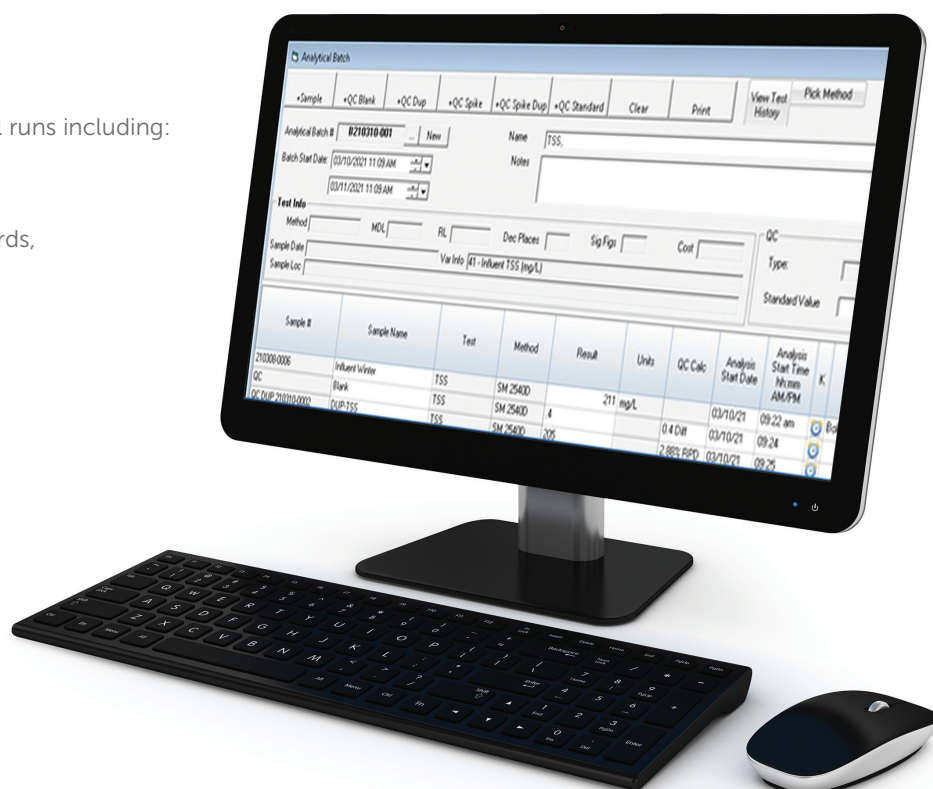 l runs including:
rds,
Analytical Batch
+Sample +QC Blank +QC Dup +QC Spike +QC Spike Dup +QC Standard Clear Print View Test History Pick Method
Analytical Batch # B210310-001 ... New Name TSS,
Batch Start Date: 03/10/2021 11:09 AM Notes
03/11/2021 11:09 AM
Test Info
Method MDL RL Dec Places Sig Figs Cost QC
Sample Date Var Info 41 - Influent TSS (mg/L) Type:
Sample Loc Standard Value
Sample # Sample Name Test Method Result Units QC Calc Analysis Start Date Analysis Start Time hh:mm AM/PM K
210308-0006 Influent Winter TSS SM 2540D 211 mg/L 03/10/21 09:22 am
QC Blank TSS SM 2540D .4 0.4 Diff 03/10/21 09:24
QC DUP 210310-0002 DUP-TSS TSS SM 2540D 205 2.88% RPD 03/10/21 09:25